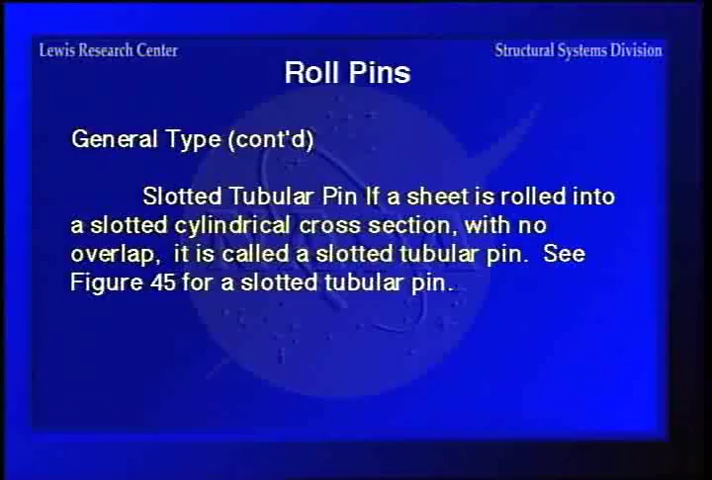 Lewis Research Center
Structural Systems Division
Roll Pins
General Type (cont'd)
Slotted Tubular Pin If a sheet is rolled into
a slotted cylindrical cross section, with no
overlap,  it is called a slotted tubular pin.  See
Figure 45 for a slotted tubular pin.